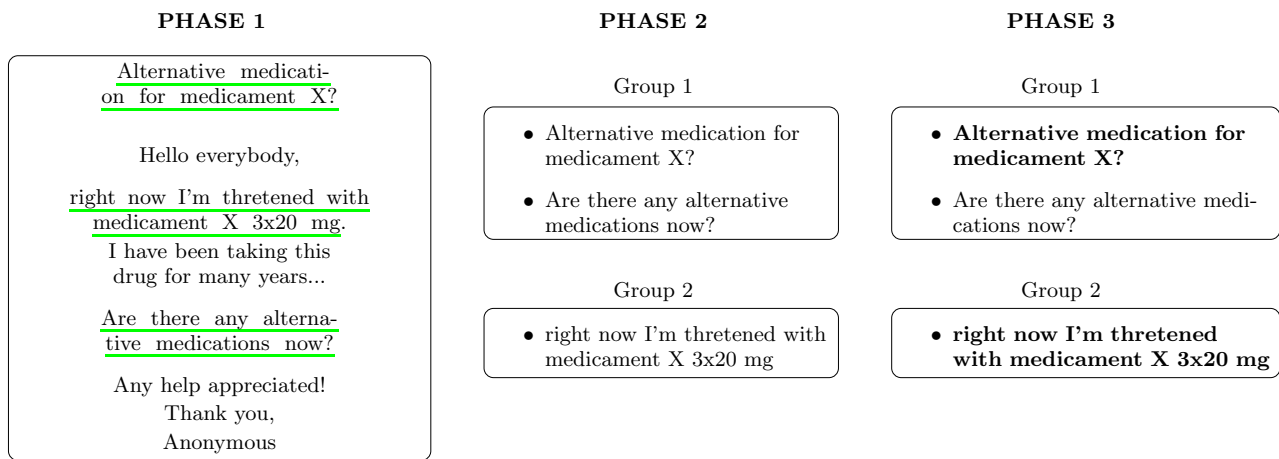 PHASE 1
Alternative medicati-
on for medicament X?
Hello everybody,
right now I'm thretened with
medicament X 3x20 mg.
I have been taking this
drug for many years...
Are there any alterna-
tive medications now?
Any help appreciated!
Thank you,
Anonymous
PHASE 2
Group 1
• Alternative medication for
medicament X?
• Are there any alternative
medications now?
Group 2
• right now I'm thretened with
medicament X 3x20 mg
PHASE 3
Group 1
• Alternative medication for
medicament X?
• Are there any alternative medi-
cations now?
Group 2
• right now I'm thretened
with medicament X 3x20 mg